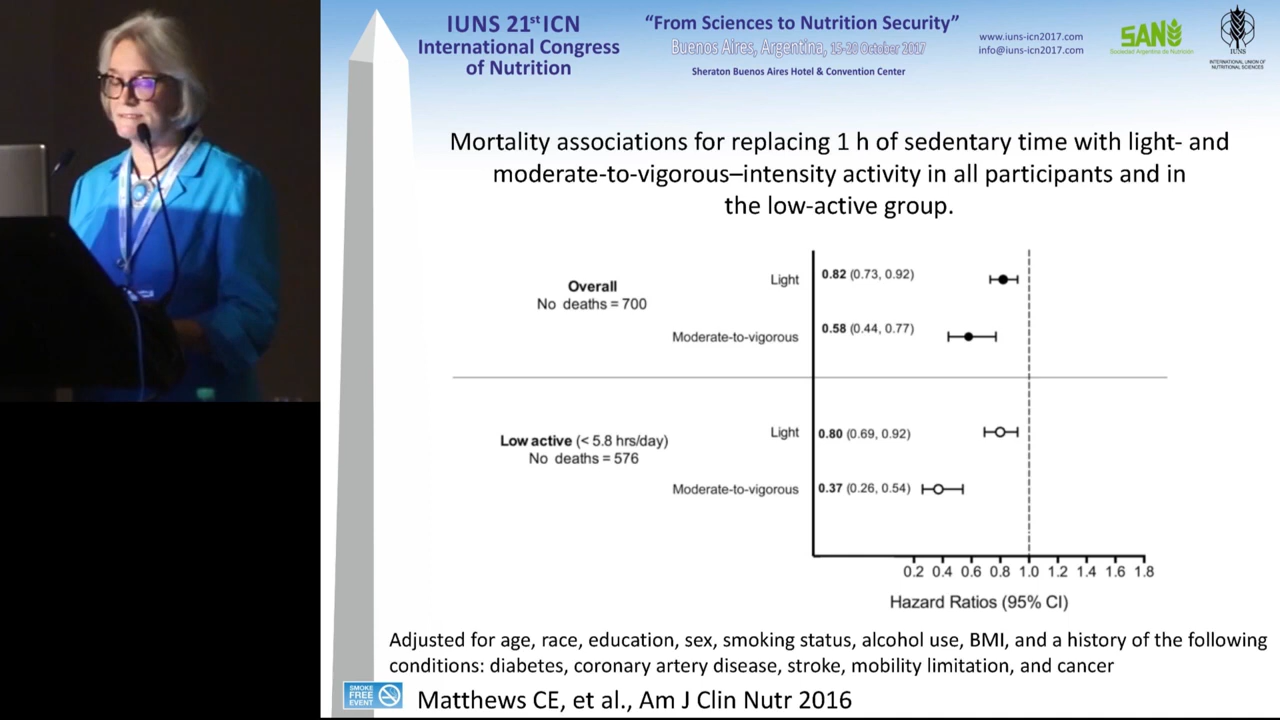 IUNS 21st ICN
International Congress
of Nutrition
“From Sciences to Nutrition Security”
Buenos Aires, Argentina, 15-20 October 2017
Sheraton Buenos Aires Hotel & Convention Center
www.iuns-icn2017.com
info@iuns-icn2017.com
SAN
Sociedad Argentina de Nutrición
IUNS
INTERNATIONAL UNION OF
NUTRITIONAL SCIENCES
Mortality associations for replacing 1 h of sedentary time with light- and
moderate-to-vigorous–intensity activity in all participants and in
the low-active group.
Overall
No deaths = 700
Light 0.82 (0.73, 0.92)
Moderate-to-vigorous 0.58 (0.44, 0.77)
Low active (< 5.8 hrs/day)
No deaths = 576
Light 0.80 (0.69, 0.92)
Moderate-to-vigorous 0.37 (0.26, 0.54)
0.2 0.4 0.6 0.8 1.0 1.2 1.4 1.6 1.8
Hazard Ratios (95% CI)
Adjusted for age, race, education, sex, smoking status, alcohol use, BMI, and a history of the following
conditions: diabetes, coronary artery disease, stroke, mobility limitation, and cancer
SMOKE
FREE
EVENT
Matthews CE, et al., Am J Clin Nutr 2016